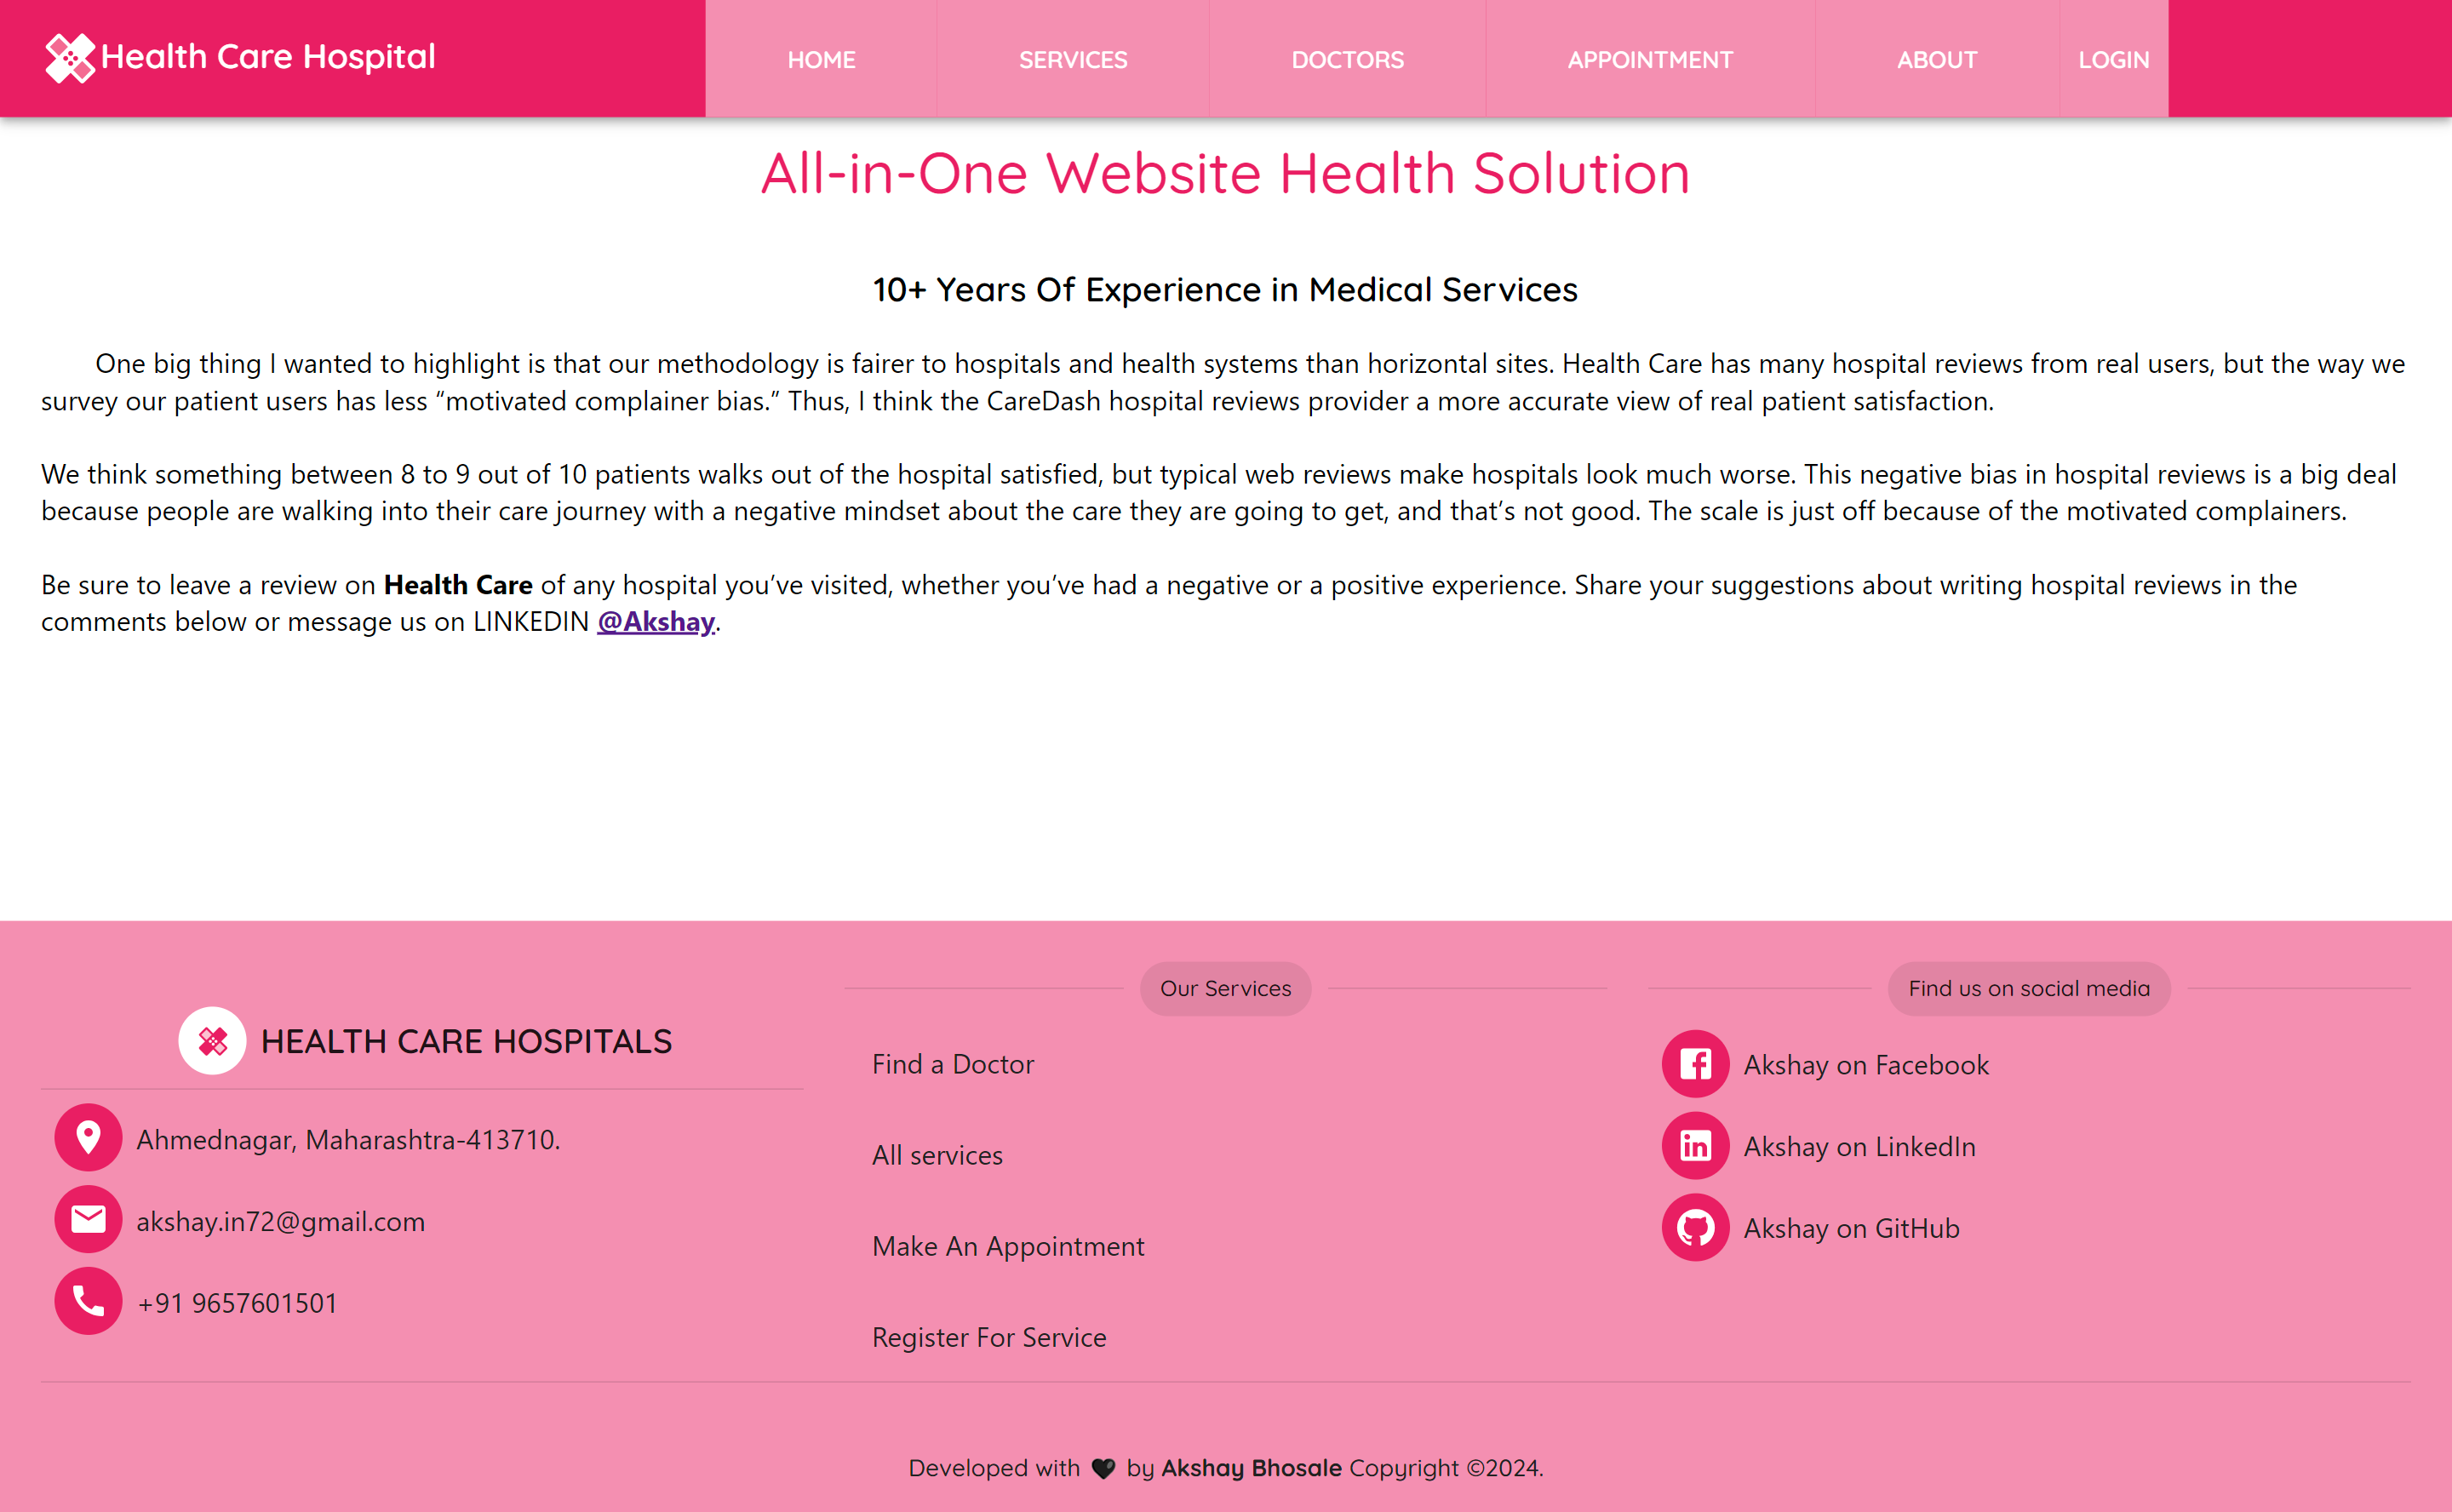 Health Care Hospital
HOME
SERVICES
DOCTORS
APPOINTMENT
ABOUT
LOGIN
All-in-One Website Health Solution
10+ Years Of Experience in Medical Services
One big thing I wanted to highlight is that our methodology is fairer to hospitals and health systems than horizontal sites. Health Care has many hospital reviews from real users, but the way we
survey our patient users has less “motivated complainer bias.” Thus, I think the CareDash hospital reviews provider a more accurate view of real patient satisfaction.
We think something between 8 to 9 out of 10 patients walks out of the hospital satisfied, but typical web reviews make hospitals look much worse. This negative bias in hospital reviews is a big deal
because people are walking into their care journey with a negative mindset about the care they are going to get, and that’s not good. The scale is just off because of the motivated complainers.
Be sure to leave a review on Health Care of any hospital you’ve visited, whether you’ve had a negative or a positive experience. Share your suggestions about writing hospital reviews in the
comments below or message us on LINKEDIN @Akshay.
HEALTH CARE HOSPITALS
Ahmednagar, Maharashtra-413710.
akshay.in72@gmail.com
+91 9657601501
Our Services
Find a Doctor
All services
Make An Appointment
Register For Service
Find us on social media
Akshay on Facebook
Akshay on LinkedIn
Akshay on GitHub
Developed with 🖤 by Akshay Bhosale Copyright ©2024.